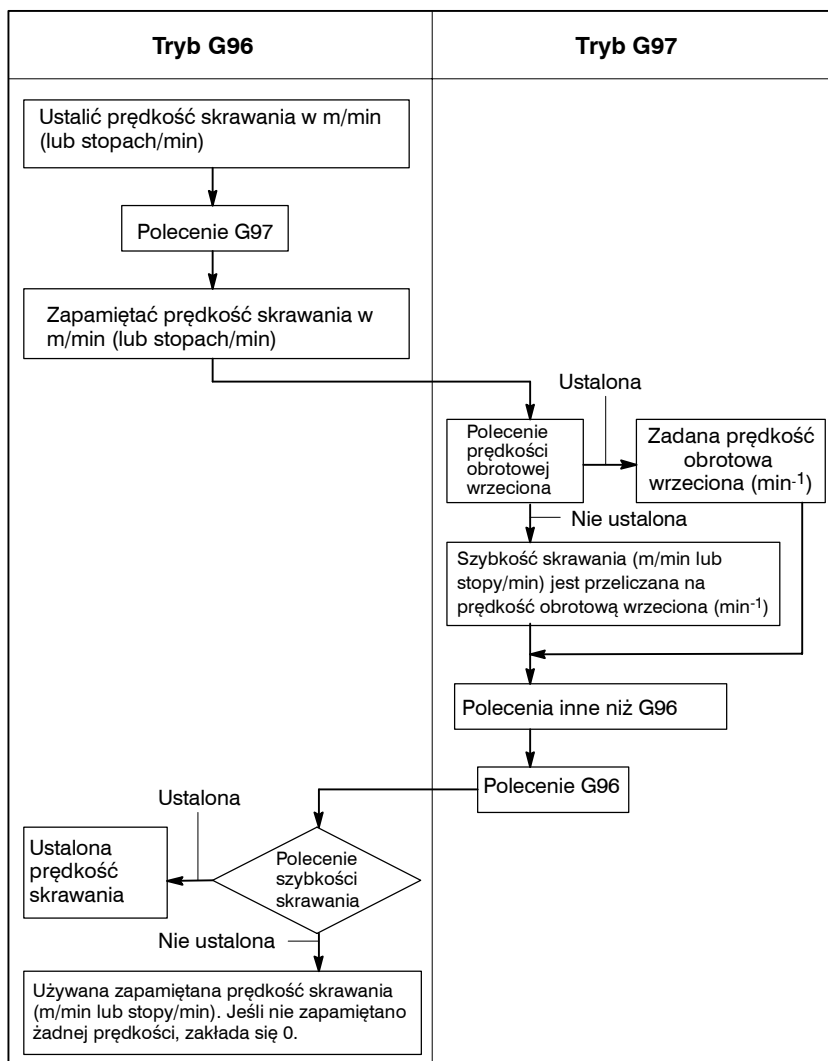 Tryb G96
Tryb G97
Ustalić prędkość skrawania w m/min
(lub stopach/min)
Polecenie G97
Zapamiętać prędkość skrawania w
m/min (lub stopach/min)
Ustalona
Polecenie
prędkości
obrotowej
wrzeciona
Zadana prędkość
obrotowa
wrzeciona (min⁻¹)
Nie ustalona
Szybkość skrawania (m/min lub
stopy/min) jest przeliczana na
prędkość obrotową wrzeciona (min⁻¹)
Polecenia inne niż G96
Polecenie G96
Ustalona
Ustalona
prędkość
skrawania
Polecenie
szybkości
skrawania
Nie ustalona
Używana zapamiętana prędkość skrawania
(m/min lub stopy/min). Jeśli nie zapamiętano
żadnej prędkości, zakłada się 0.